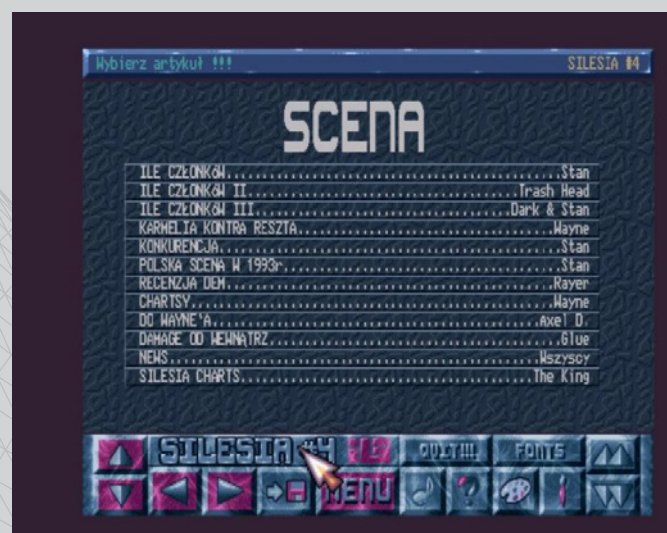 Wybierz artykuł !!! SILESIA #4
SCENA
ILE CZŁONKóW..................................................Stan
ILE CZŁONKóW II.........................................Trash Head
ILE CZŁONKóW III.......................................Dark & Stan
KARMELIA KONTRA RESZTA.......................................Wayne
KONKURENCJA...................................................Stan
POLSKA SCENA W 1993r..........................................Stan
RECENZJA DEM.................................................Rayer
CHARTSY......................................................Wayne
DO WAYNE'A.................................................Axel D.
DAMAGE OD WEWNĄTRZ............................................Glue
NEWS......................................................Wszyscy
SILESIA CHARTS............................................The King
SILESIA #4 QUIT!!! FONTS
MENU